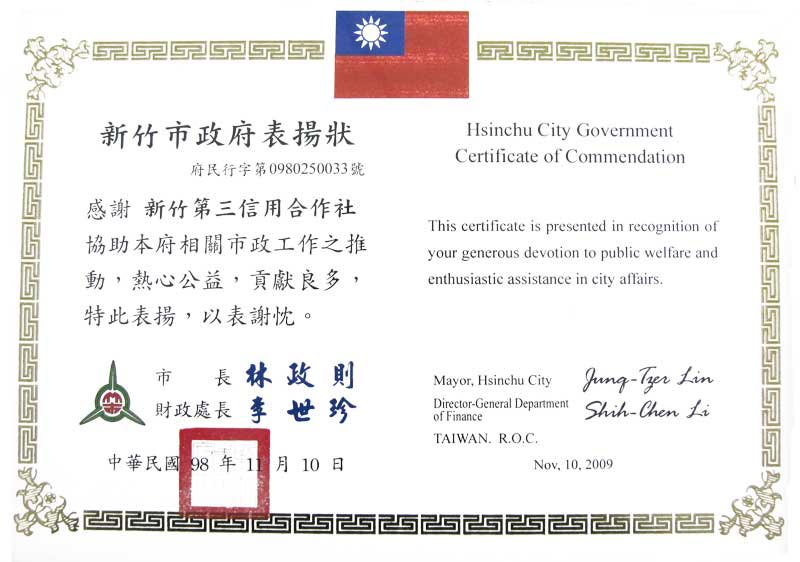 新竹市政府表揚狀
府民行字第0980250033號
感謝 新竹第三信用合作社
協助本府相關市政工作之推
動，熱心公益，貢獻良多，
特此表揚，以表謝忱。
市長 林政則
財政處長 李世珍
中華民國 98 年 11 月 10 日
Hsinchu City Government
Certificate of Commendation
This certificate is presented in recognition of
your generous devotion to public welfare and
enthusiastic assistance in city affairs.
Mayor, Hsinchu City Jung-Tzer Lin
Director-General Department
of Finance Shih-Chen Li
TAIWAN. R.O.C.
Nov, 10, 2009